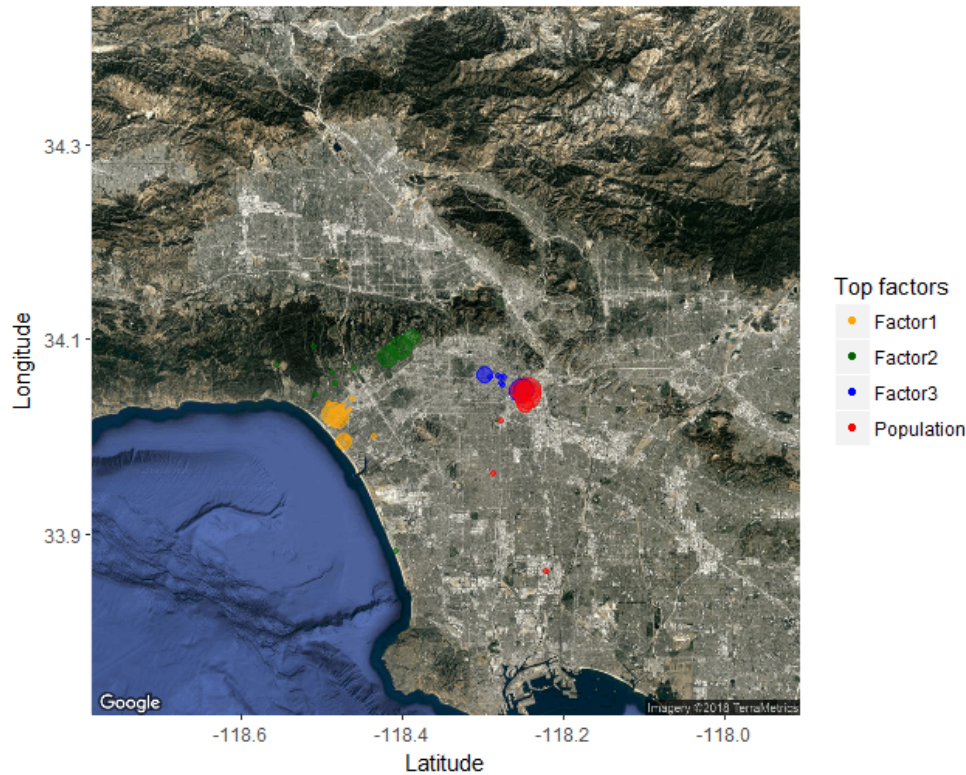 34.3
34.1
33.9
Longitude
-118.6
-118.4
-118.2
-118.0
Latitude
Top factors
Factor1
Factor2
Factor3
Population
Google
Imagery ©2018 TerraMetrics